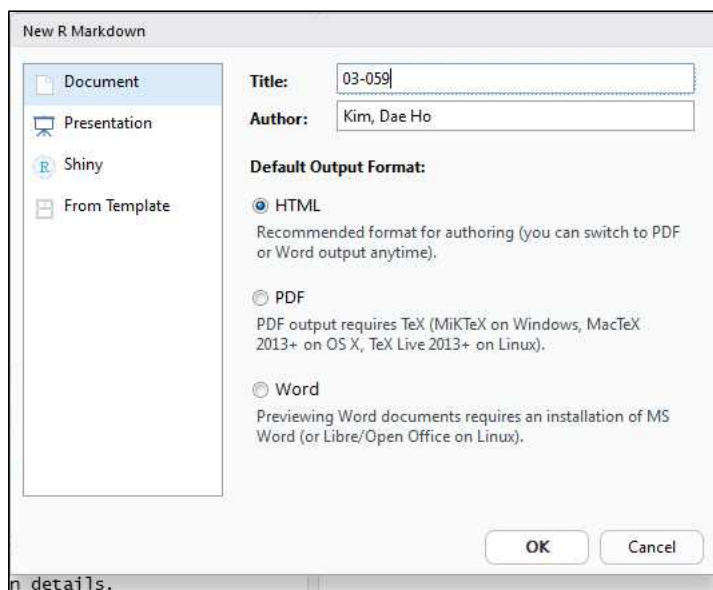 New R Markdown
Document
Presentation
Shiny
From Template
Title:
03-059
Author:
Kim, Dae Ho
Default Output Format:
HTML
Recommended format for authoring (you can switch to PDF
or Word output anytime).
PDF
PDF output requires TeX (MiKTeX on Windows, MacTeX
2013+ on OS X, TeX Live 2013+ on Linux).
Word
Previewing Word documents requires an installation of MS
Word (or Libre/Open Office on Linux).
OK
Cancel
n details.